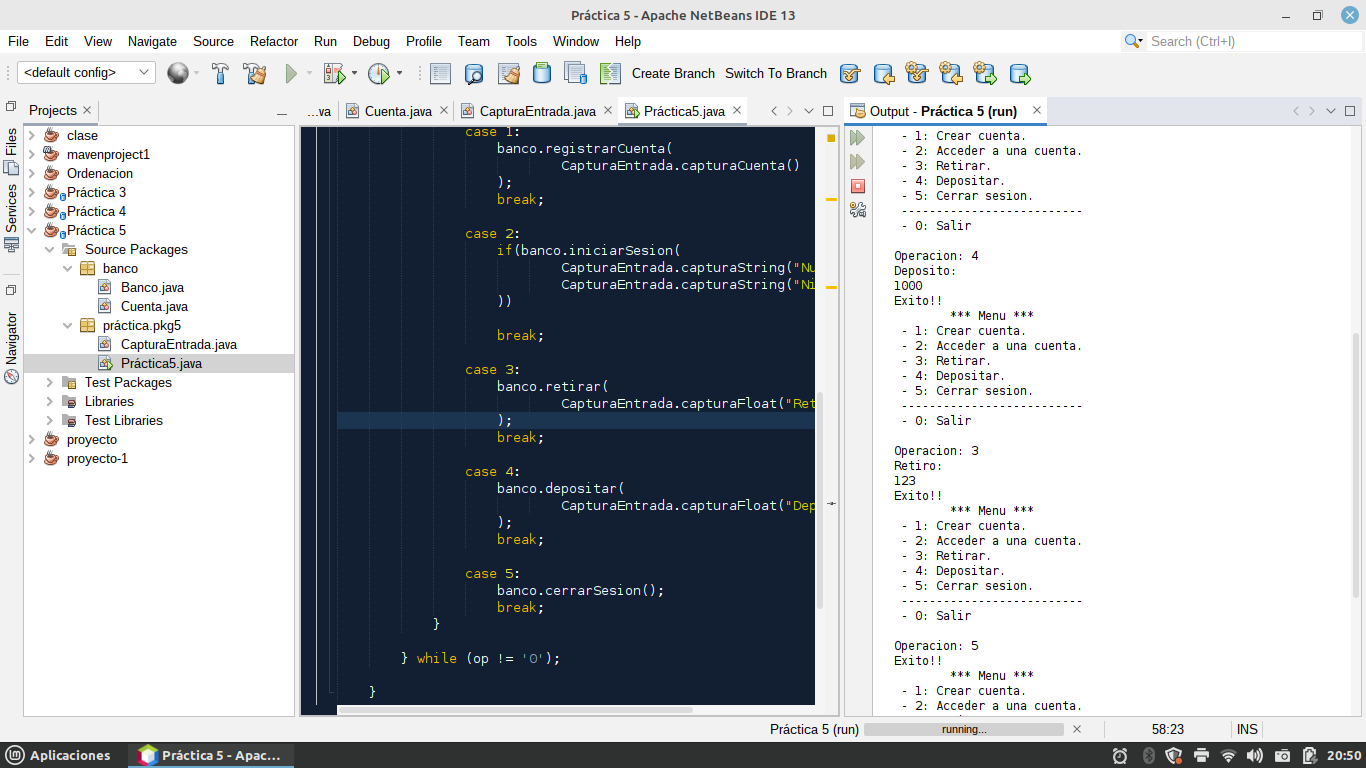 Práctica 5 - Apache NetBeans IDE 13
File Edit View Navigate Source Refactor Run Debug Profile Team Tools Window Help
Search (Ctrl+I)
<default config>
Create Branch Switch To Branch
Files
Services
Navigator
Projects
clase
mavenproject1
Ordenacion
Práctica 3
Práctica 4
Práctica 5
Source Packages
banco
Banco.java
Cuenta.java
práctica.pkg5
CapturaEntrada.java
Práctica5.java
Test Packages
Libraries
Test Libraries
proyecto
proyecto-1
...va Cuenta.java CapturaEntrada.java Práctica5.java
case 1:
banco.registrarCuenta(
CapturaEntrada.capturaCuenta()
);
break;
case 2:
if(banco.iniciarSesion(
CapturaEntrada.capturaString("Nu
CapturaEntrada.capturaString("Ni
))
break;
case 3:
banco.retirar(
CapturaEntrada.capturaFloat("Ret
);
break;
case 4:
banco.depositar(
CapturaEntrada.capturaFloat("Dep
);
break;
case 5:
banco.cerrarSesion();
break;
}
} while (op != '0');
}
Output - Práctica 5 (run)
- 1: Crear cuenta.
- 2: Acceder a una cuenta.
- 3: Retirar.
- 4: Depositar.
- 5: Cerrar sesion.
------------------------
- 0: Salir
Operacion: 4
Deposito:
1000
Exito!!
*** Menu ***
- 1: Crear cuenta.
- 2: Acceder a una cuenta.
- 3: Retirar.
- 4: Depositar.
- 5: Cerrar sesion.
------------------------
- 0: Salir
Operacion: 3
Retiro:
123
Exito!!
*** Menu ***
- 1: Crear cuenta.
- 2: Acceder a una cuenta.
- 3: Retirar.
- 4: Depositar.
- 5: Cerrar sesion.
------------------------
- 0: Salir
Operacion: 5
Exito!!
*** Menu ***
- 1: Crear cuenta.
- 2: Acceder a una cuenta.
Práctica 5 (run) running... 58:23 INS
Aplicaciones Práctica 5 - Apac... 20:50